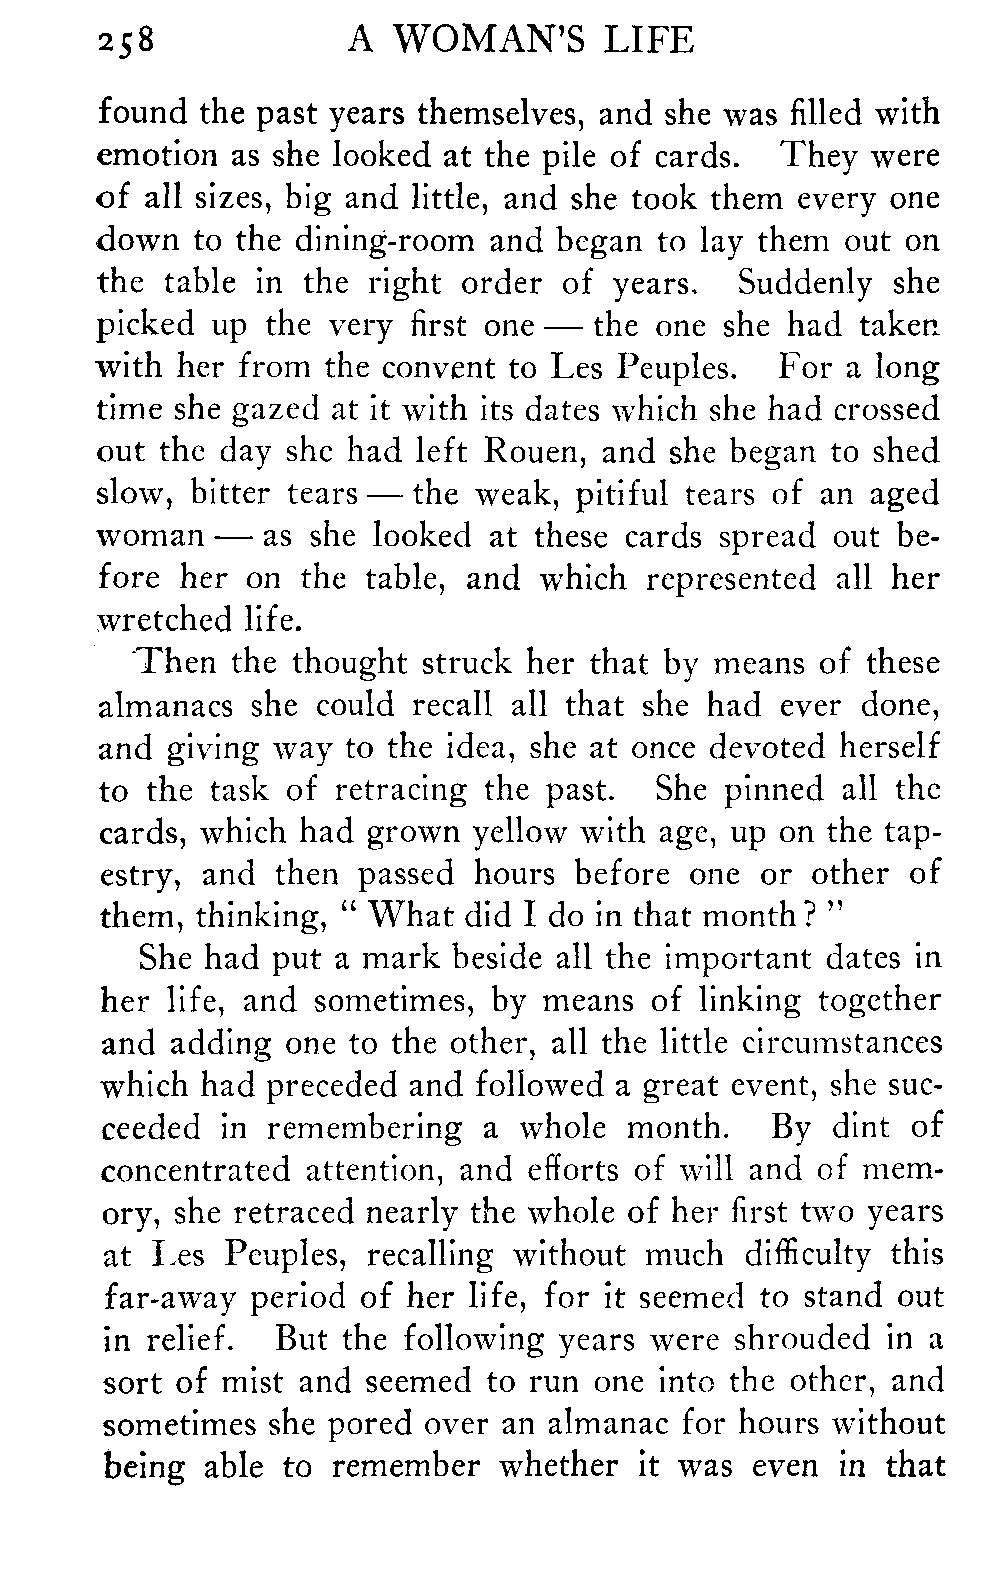 258 A WOMAN'S LIFE
found the past years themselves, and she was filled with
emotion as she looked at the pile of cards. They were
of all sizes, big and little, and she took them every one
down to the dining-room and began to lay them out on
the table in the right order of years. Suddenly she
picked up the very first one — the one she had taken
with her from the convent to Les Peuples. For a long
time she gazed at it with its dates which she had crossed
out the day she had left Rouen, and she began to shed
slow, bitter tears — the weak, pitiful tears of an aged
woman — as she looked at these cards spread out be-
fore her on the table, and which represented all her
wretched life.
Then the thought struck her that by means of these
almanacs she could recall all that she had ever done,
and giving way to the idea, she at once devoted herself
to the task of retracing the past. She pinned all the
cards, which had grown yellow with age, up on the tap-
estry, and then passed hours before one or other of
them, thinking, " What did I do in that month ? "
She had put a mark beside all the important dates in
her life, and sometimes, by means of linking together
and adding one to the other, all the little circumstances
which had preceded and followed a great event, she suc-
ceeded in remembering a whole month. By dint of
concentrated attention, and efforts of will and of mem-
ory, she retraced nearly the whole of her first two years
at Les Peuples, recalling without much difficulty this
far-away period of her life, for it seemed to stand out
in relief. But the following years were shrouded in a
sort of mist and seemed to run one into the other, and
sometimes she pored over an almanac for hours without
being able to remember whether it was even in that